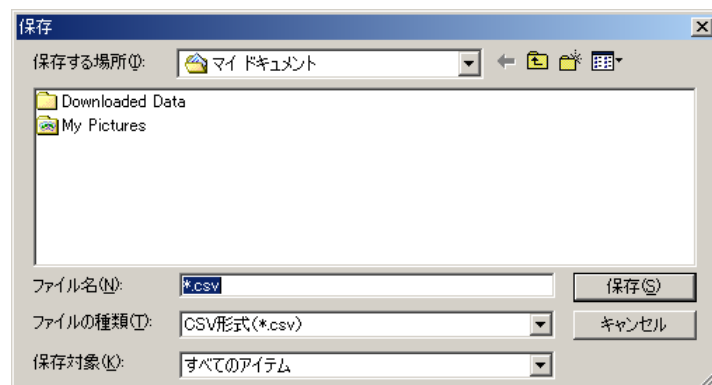 保存
保存する場所(I): マイ ドキュメント
Downloaded Data
My Pictures
ファイル名(N): *.csv 保存(S)
ファイルの種類(T): CSV形式(*.csv) キャンセル
保存対象(K): すべてのアイテム